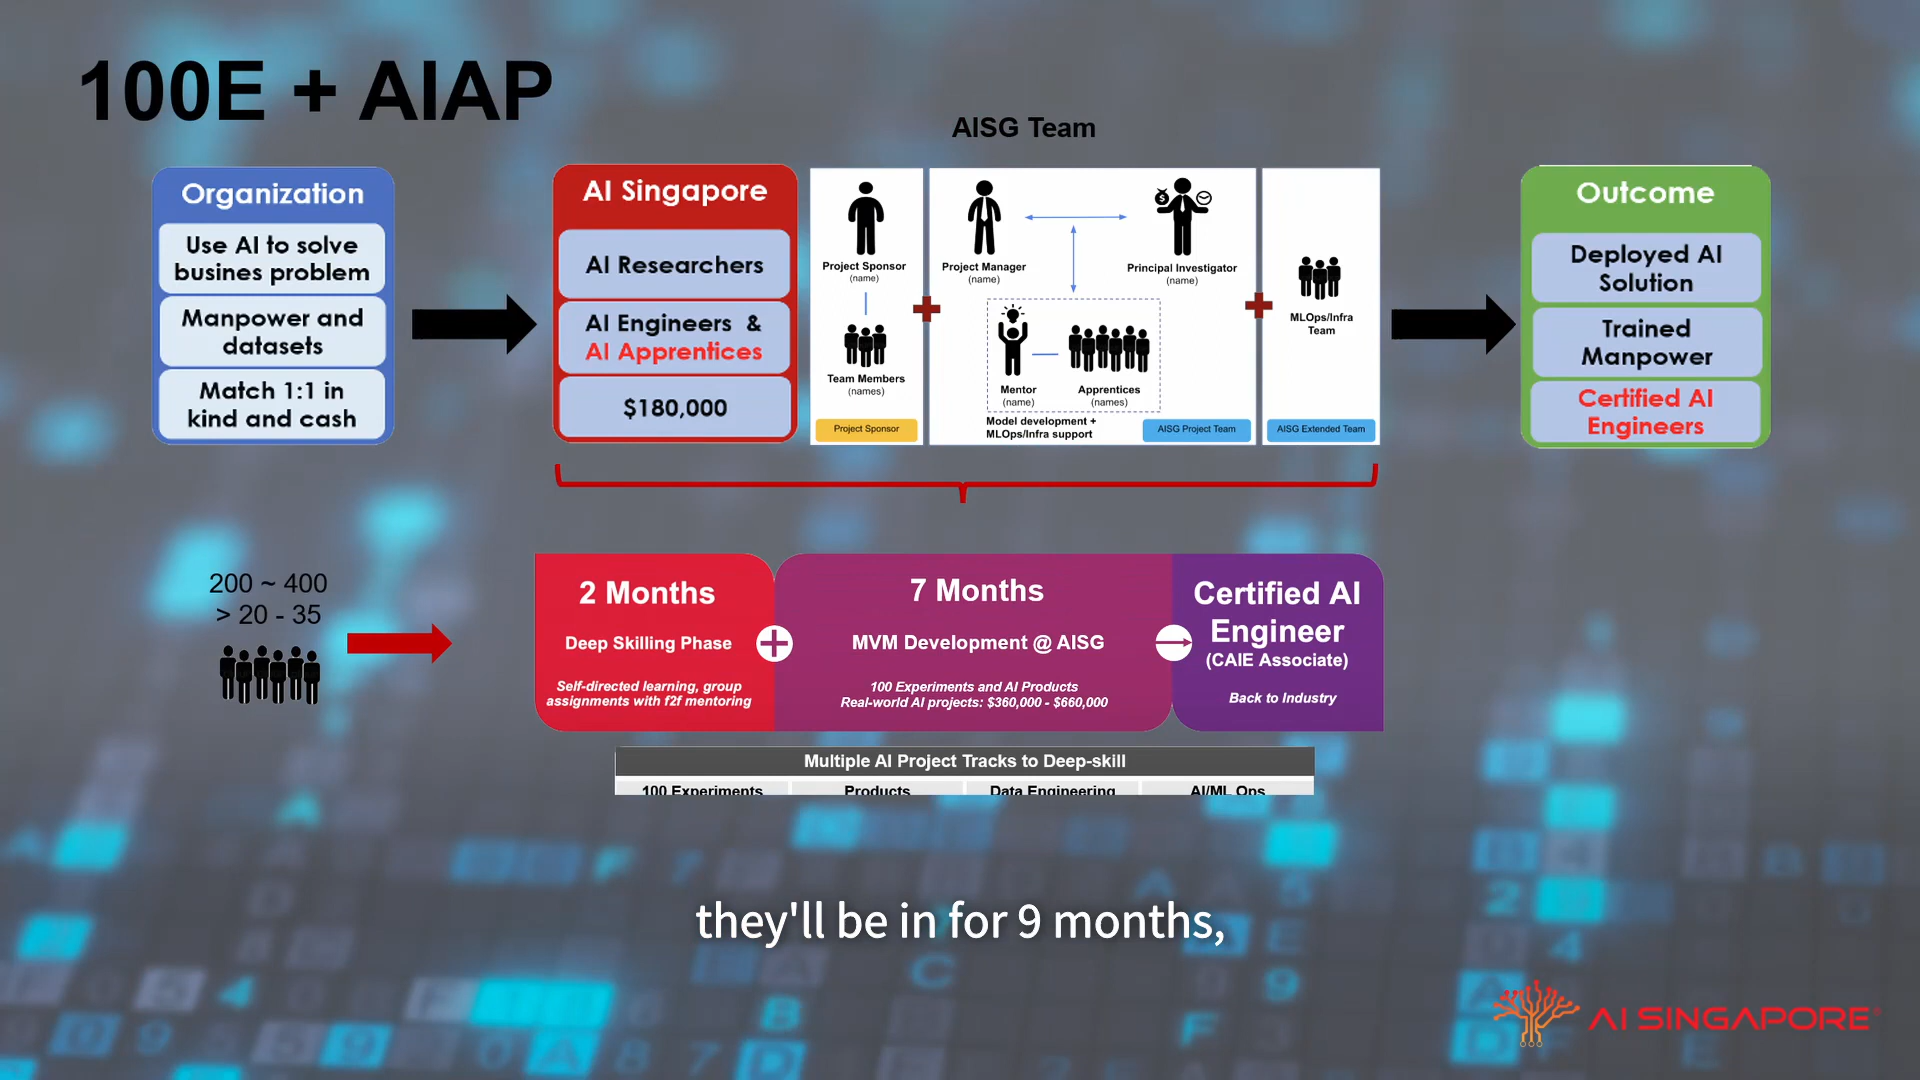 100E + AIAP
AISG Team
Organization
Use AI to solve
busines problem
Manpower and
datasets
Match 1:1 in
kind and cash
AI Singapore
AI Researchers
AI Engineers &
AI Apprentices
$180,000
Project Sponsor
(name)
Team Members
(names)
Project Sponsor
Project Manager
(name)
Principal Investigator
(name)
Mentor
(name)
Apprentices
(names)
Model development +
MLOps/Infra support
AISG Project Team
MLOps/Infra
Team
AISG Extended Team
Outcome
Deployed AI
Solution
Trained
Manpower
Certified AI
Engineers
200 ~ 400
> 20 - 35
2 Months
Deep Skilling Phase
Self-directed learning, group
assignments with f2f mentoring
7 Months
MVM Development @ AISG
100 Experiments and AI Products
Real-world AI projects: $360,000 - $660,000
Certified AI
Engineer
(CAIE Associate)
Back to Industry
Multiple AI Project Tracks to Deep-skill
100 Experiments
Products
Data Engineering
AI/ML Ops
they'll be in for 9 months,
AI SINGAPORE